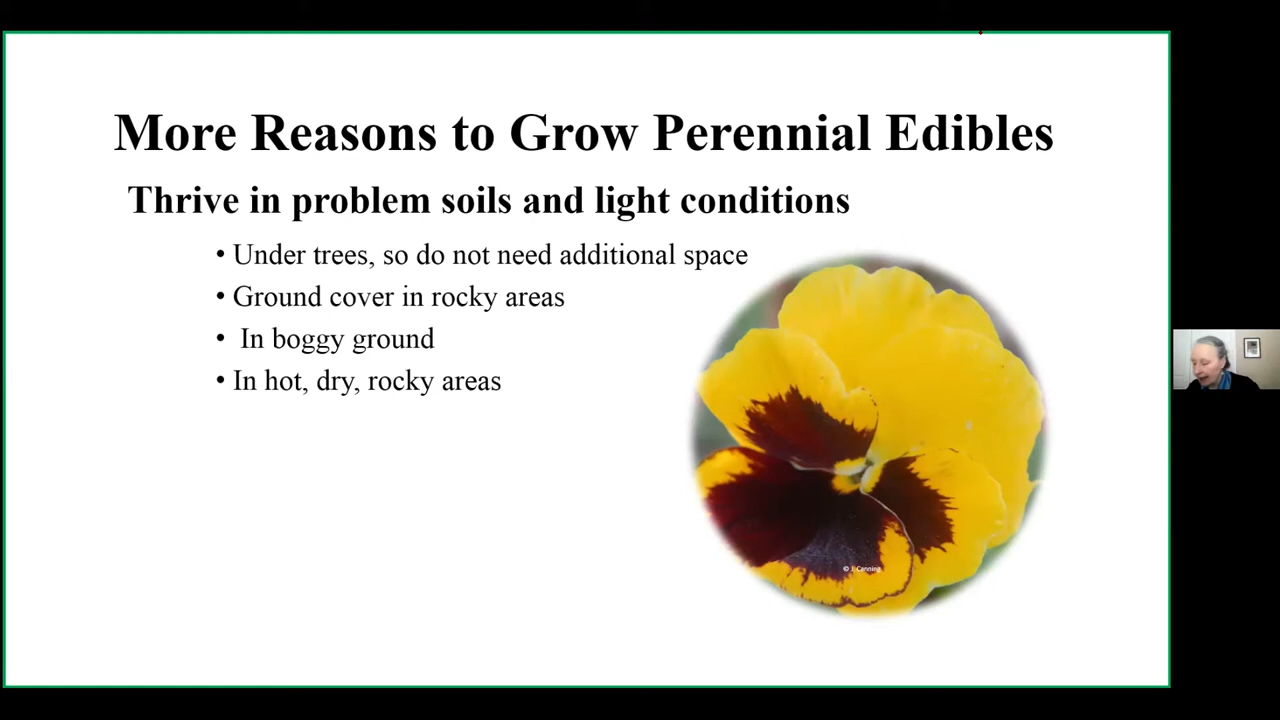 More Reasons to Grow Perennial Edibles
Thrive in problem soils and light conditions
• Under trees, so do not need additional space
• Ground cover in rocky areas
• In boggy ground
• In hot, dry, rocky areas
© J Canning